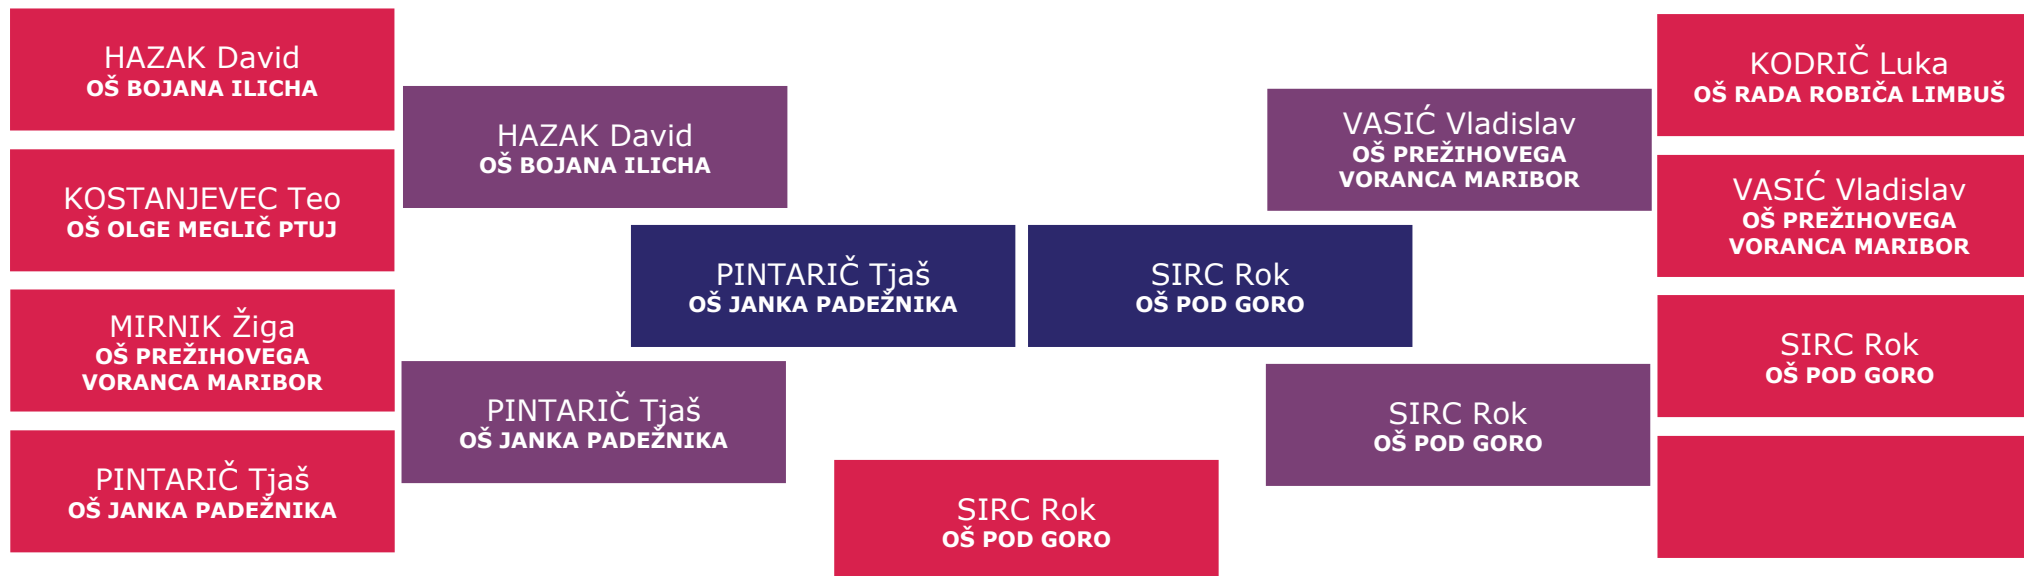 HAZAK David
OŠ BOJANA ILICHA
KOSTANJEVEC Teo
OŠ OLGE MEGLIČ PTUJ
MIRNIK Žiga
OŠ PREŽIHOVEGA
VORANCA MARIBOR
PINTARIČ Tjaš
OŠ JANKA PADEŽNIKA
HAZAK David
OŠ BOJANA ILICHA
PINTARIČ Tjaš
OŠ JANKA PADEŽNIKA
PINTARIČ Tjaš
OŠ JANKA PADEŽNIKA
SIRC Rok
OŠ POD GORO
SIRC Rok
OŠ POD GORO
VASIĆ Vladislav
OŠ PREŽIHOVEGA
VORANCA MARIBOR
SIRC Rok
OŠ POD GORO
KODRIČ Luka
OŠ RADA ROBIČA LIMBUŠ
VASIĆ Vladislav
OŠ PREŽIHOVEGA
VORANCA MARIBOR
SIRC Rok
OŠ POD GORO